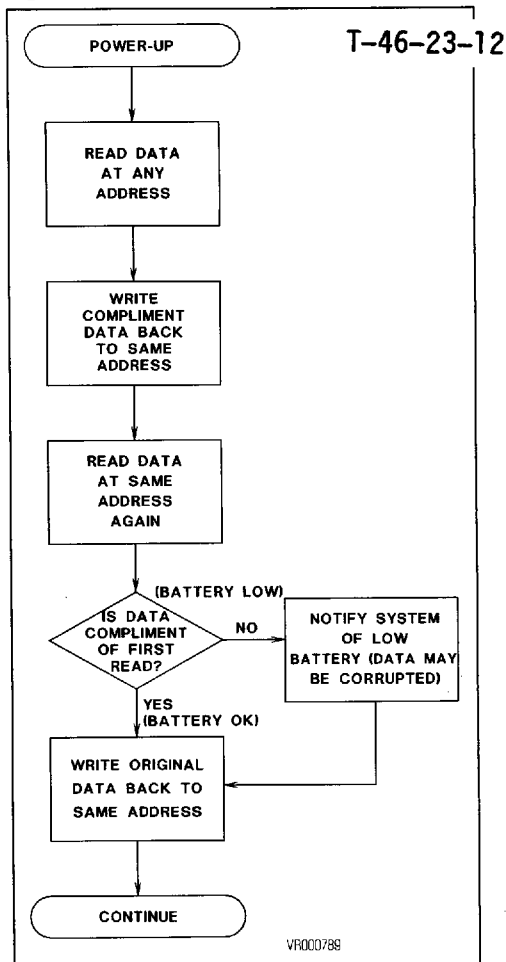 T-46-23-12
POWER-UP
READ DATA
AT ANY
ADDRESS
WRITE
COMPLIMENT
DATA BACK
TO SAME
ADDRESS
READ DATA
AT SAME
ADDRESS
AGAIN
(BATTERY LOW)
IS DATA
COMPLIMENT
OF FIRST
READ?
NO
NOTIFY SYSTEM
OF LOW
BATTERY (DATA MAY
BE CORRUPTED)
YES
(BATTERY OK)
WRITE ORIGINAL
DATA BACK TO
SAME ADDRESS
CONTINUE
VR000789